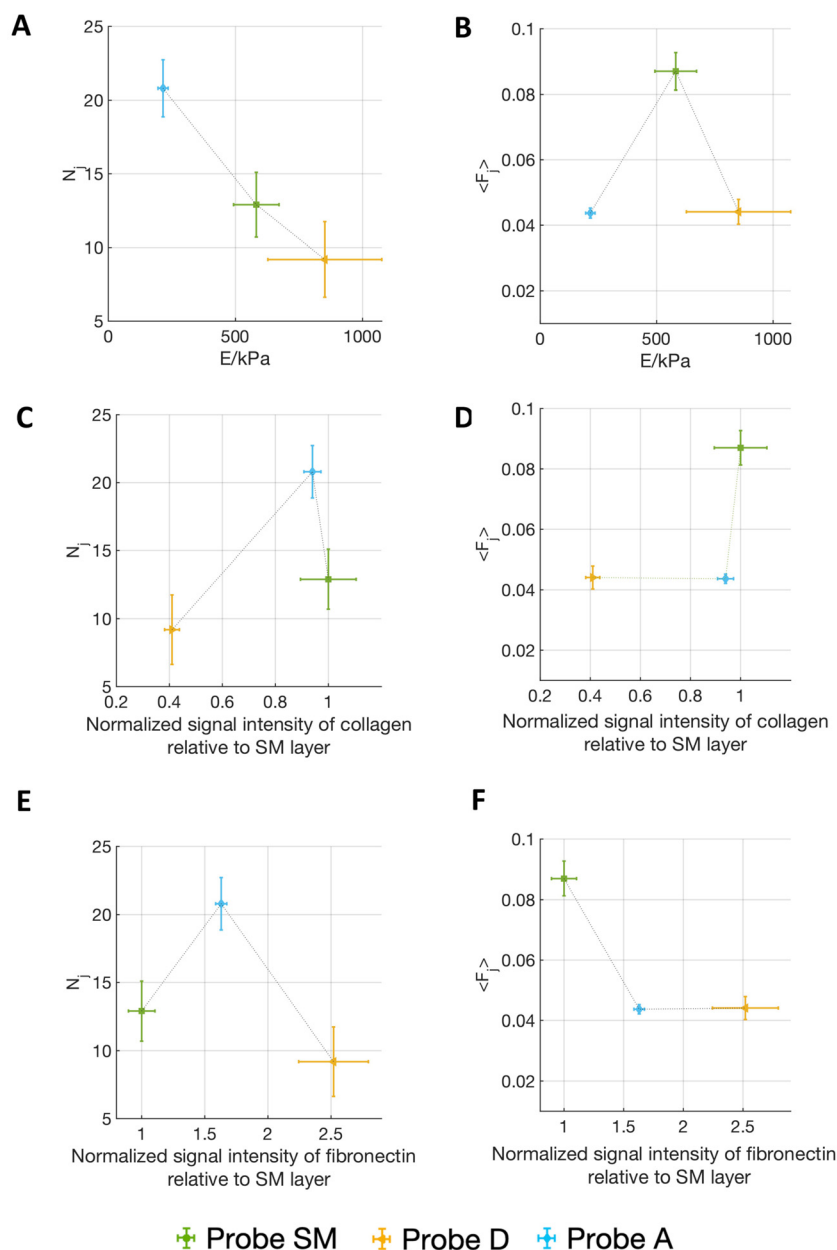 A
25
20
15
10
5
N_j
0
500
1000
E/kPa
B
0.1
0.08
0.06
0.04
0.02
<F_j>
0
500
1000
E/kPa
C
25
20
15
10
5
N_j
0.2
0.4
0.6
0.8
1
Normalized signal intensity of collagen
relative to SM layer
D
0.1
0.08
0.06
0.04
0.02
<F_j>
0.2
0.4
0.6
0.8
1
Normalized signal intensity of collagen
relative to SM layer
E
25
20
15
10
5
N_j
1
1.5
2
2.5
Normalized signal intensity of fibronectin
relative to SM layer
F
0.1
0.08
0.06
0.04
0.02
<F_j>
1
1.5
2
2.5
Normalized signal intensity of fibronectin
relative to SM layer
Probe SM
Probe D
Probe A